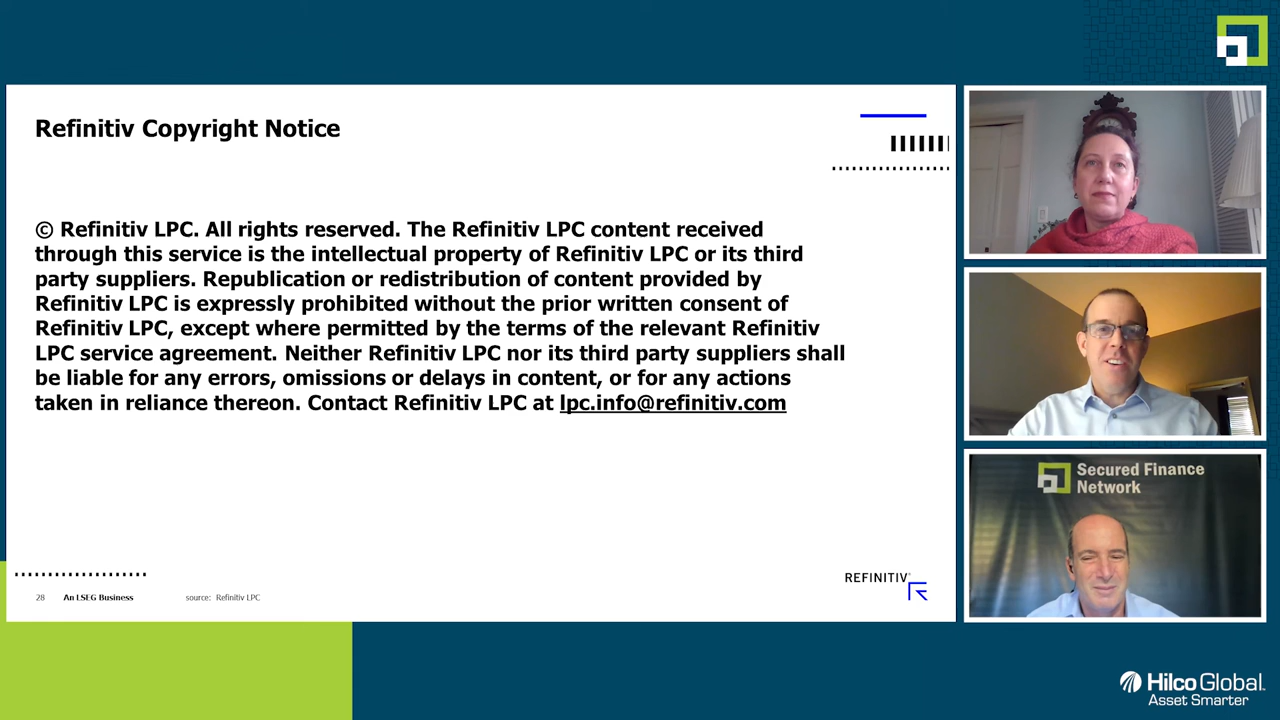 Refinitiv Copyright Notice
© Refinitiv LPC. All rights reserved. The Refinitiv LPC content received
through this service is the intellectual property of Refinitiv LPC or its third
party suppliers. Republication or redistribution of content provided by
Refinitiv LPC is expressly prohibited without the prior written consent of
Refinitiv LPC, except where permitted by the terms of the relevant Refinitiv
LPC service agreement. Neither Refinitiv LPC nor its third party suppliers shall
be liable for any errors, omissions or delays in content, or for any actions
taken in reliance thereon. Contact Refinitiv LPC at lpc.info@refinitiv.com
28 An LSEG Business source: Refinitiv LPC
REFINITIV
Secured Finance
Network
Hilco Global
Asset Smarter